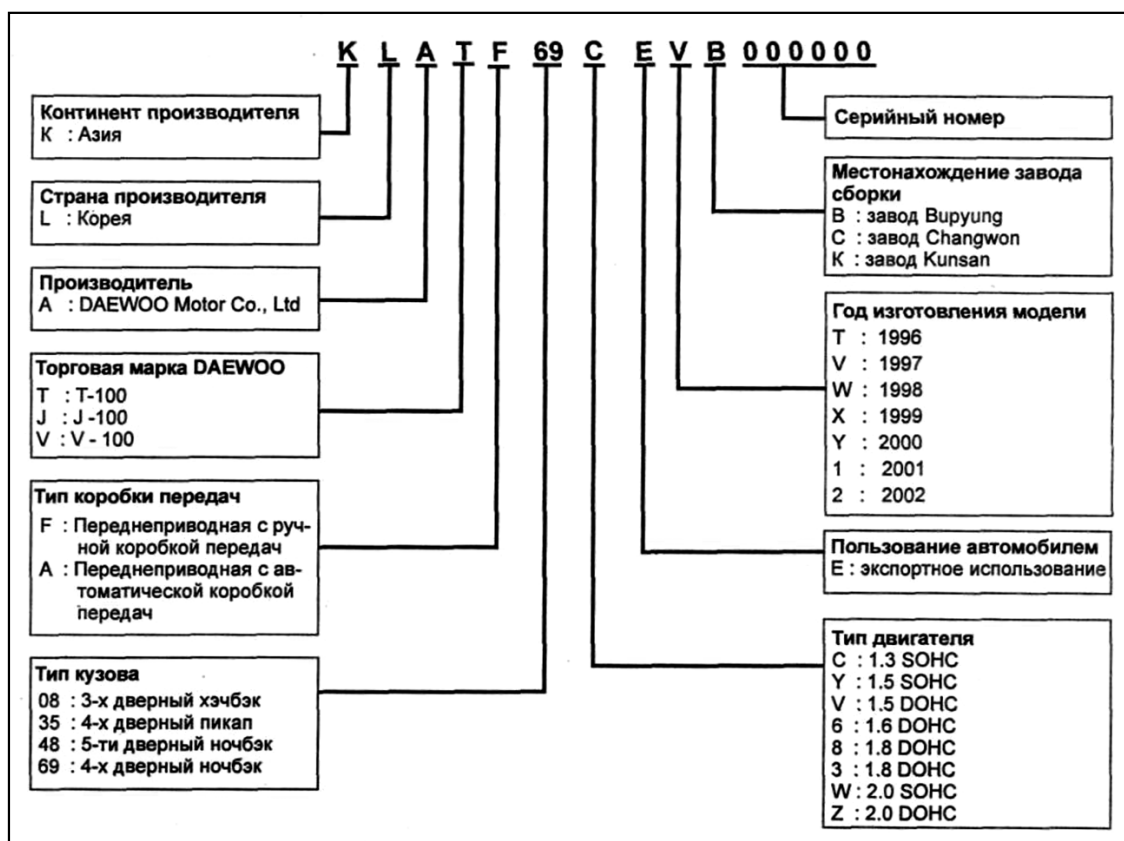 K L A T F 69 C E V B 000000
Континент производителя
K : Азия
Страна производителя
L : Корея
Производитель
A : DAEWOO Motor Co., Ltd
Торговая марка DAEWOO
T : T-100
J : J -100
V : V - 100
Тип коробки передач
F : Переднеприводная с руч-
ной коробкой передач
A : Переднеприводная с ав-
томатической коробкой
передач
Тип кузова
08 : 3-х дверный хэчбэк
35 : 4-х дверный пикап
48 : 5-ти дверный ночбэк
69 : 4-х дверный ночбэк
Серийный номер
Местонахождение завода
сборки
B : завод Bupyung
C : завод Changwon
K : завод Kunsan
Год изготовления модели
T : 1996
V : 1997
W : 1998
X : 1999
Y : 2000
1 : 2001
2 : 2002
Пользование автомобилем
E : экспортное использование
Тип двигателя
C : 1.3 SOHC
Y : 1.5 SOHC
V : 1.5 DOHC
6 : 1.6 DOHC
8 : 1.8 DOHC
3 : 1.8 DOHC
W : 2.0 SOHC
Z : 2.0 DOHC